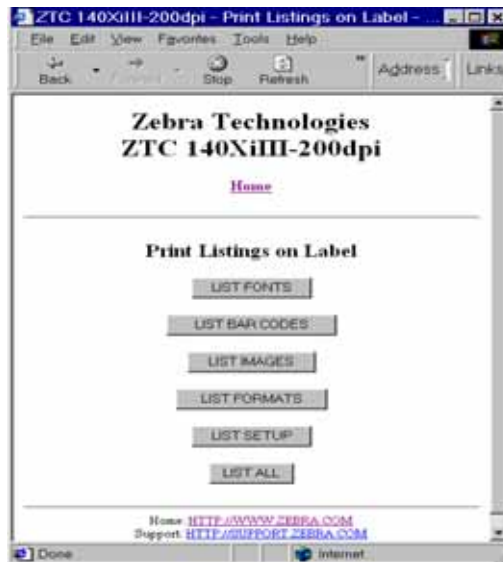 ZTC 140XiIII-200dpi - Print Listings on Label - ...
File Edit View Favorites Tools Help
Back Forward Stop Refresh " Address Links
Zebra Technologies
ZTC 140XiIII-200dpi
Home
Print Listings on Label
LIST FONTS
LIST BAR CODES
LIST IMAGES
LIST FORMATS
LIST SETUP
LIST ALL
Home: HTTP://WWW.ZEBRA.COM
Support: HTTP://SUPPORT.ZEBRA.COM
Done Internet